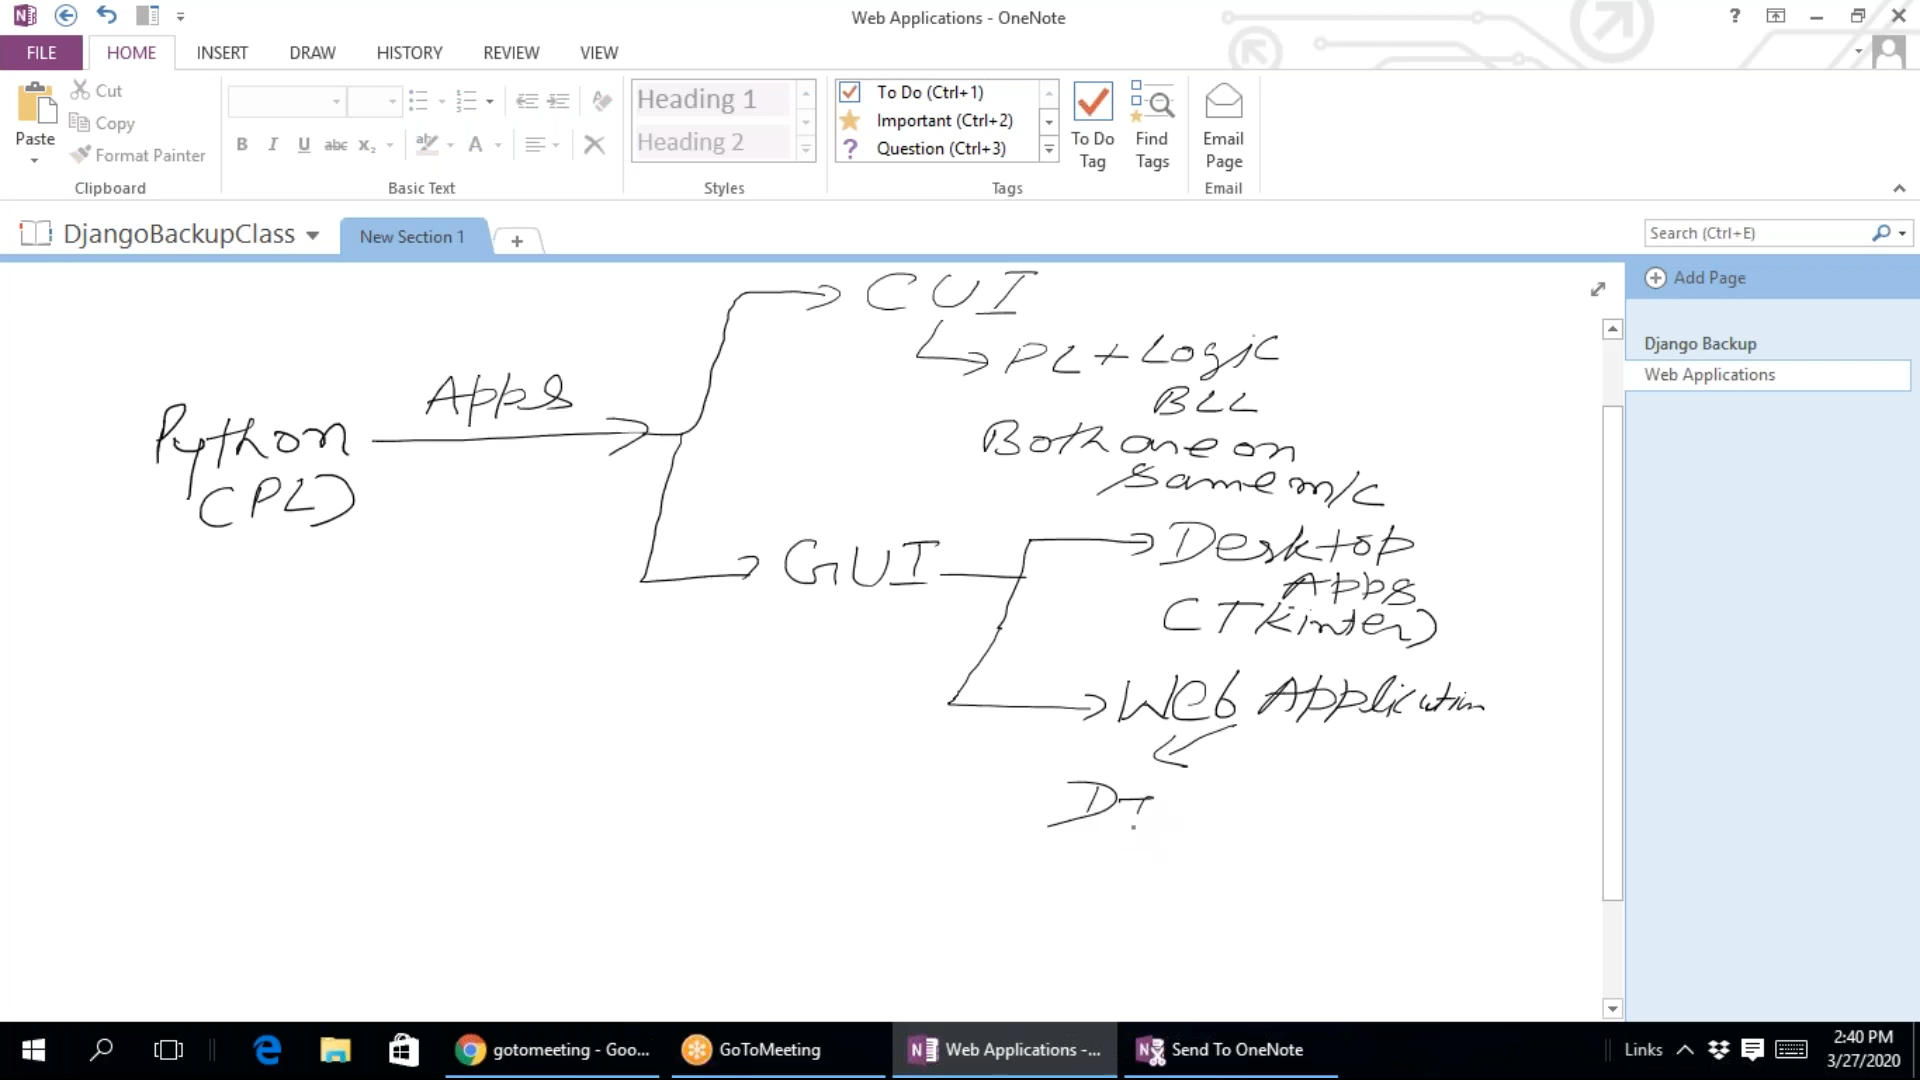 Web Applications - OneNote
?
FILE
HOME
INSERT
DRAW
HISTORY
REVIEW
VIEW
Paste
Cut
Copy
Format Painter
Clipboard
B I U abc x₂
A
Basic Text
Heading 1
Heading 2
Styles
To Do (Ctrl+1)
Important (Ctrl+2)
? Question (Ctrl+3)
Tags
To Do
Tag
Find
Tags
Email
Page
Email
DjangoBackupClass
New Section 1
+
Search (Ctrl+E)
Add Page
Django Backup
Web Applications
CUI
PL + Logic
BLL
Both are on
same m/c
Apps
Python
(PL)
GUI
Desktop
Apps
(Tkinter)
Web Application
DJ
gotomeeting - Goo...
GoToMeeting
Web Applications -...
Send To OneNote
Links
2:40 PM
3/27/2020